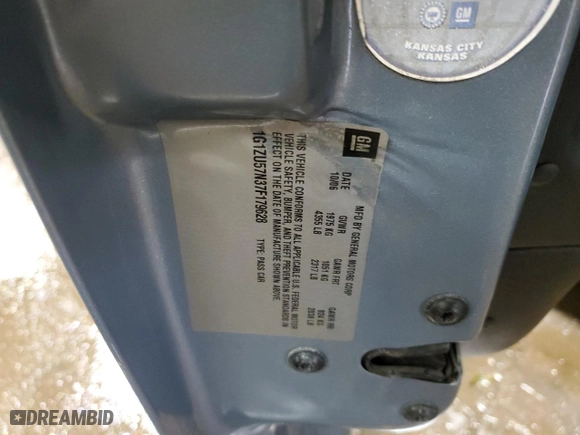 GM
KANSAS CITY
KANSAS
GM
MFD BY GENERAL MOTORS CORP
DATE GVWR GAWR FRT GAWR RR
10/06 1975 KG 1051 KG 924 KG
4355 LB 2317 LB 2038 LB
THIS VEHICLE CONFORMS TO ALL APPLICABLE U.S. FEDERAL MOTOR
VEHICLE SAFETY, BUMPER, AND THEFT PREVENTION STANDARDS IN
EFFECT ON THE DATE OF MANUFACTURE SHOWN ABOVE.
1G1ZU57N37F179628 TYPE: PASS CAR
DREAMBID